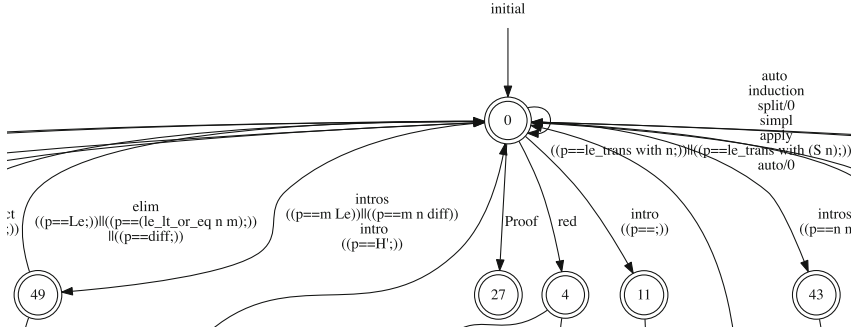 initial
0
auto
induction
split/0
simpl
apply
((p==le_trans with n;))||((p==le_trans with (S n);))
auto/0
ct
;))
elim
((p==Le;))||((p==(le_lt_or_eq n m);))
||((p==diff;))
intros
((p==m Le))||((p==m n diff))
intro
((p==H';))
Proof
red
intro
((p==;))
intros
((p==n n
49
27
4
11
43